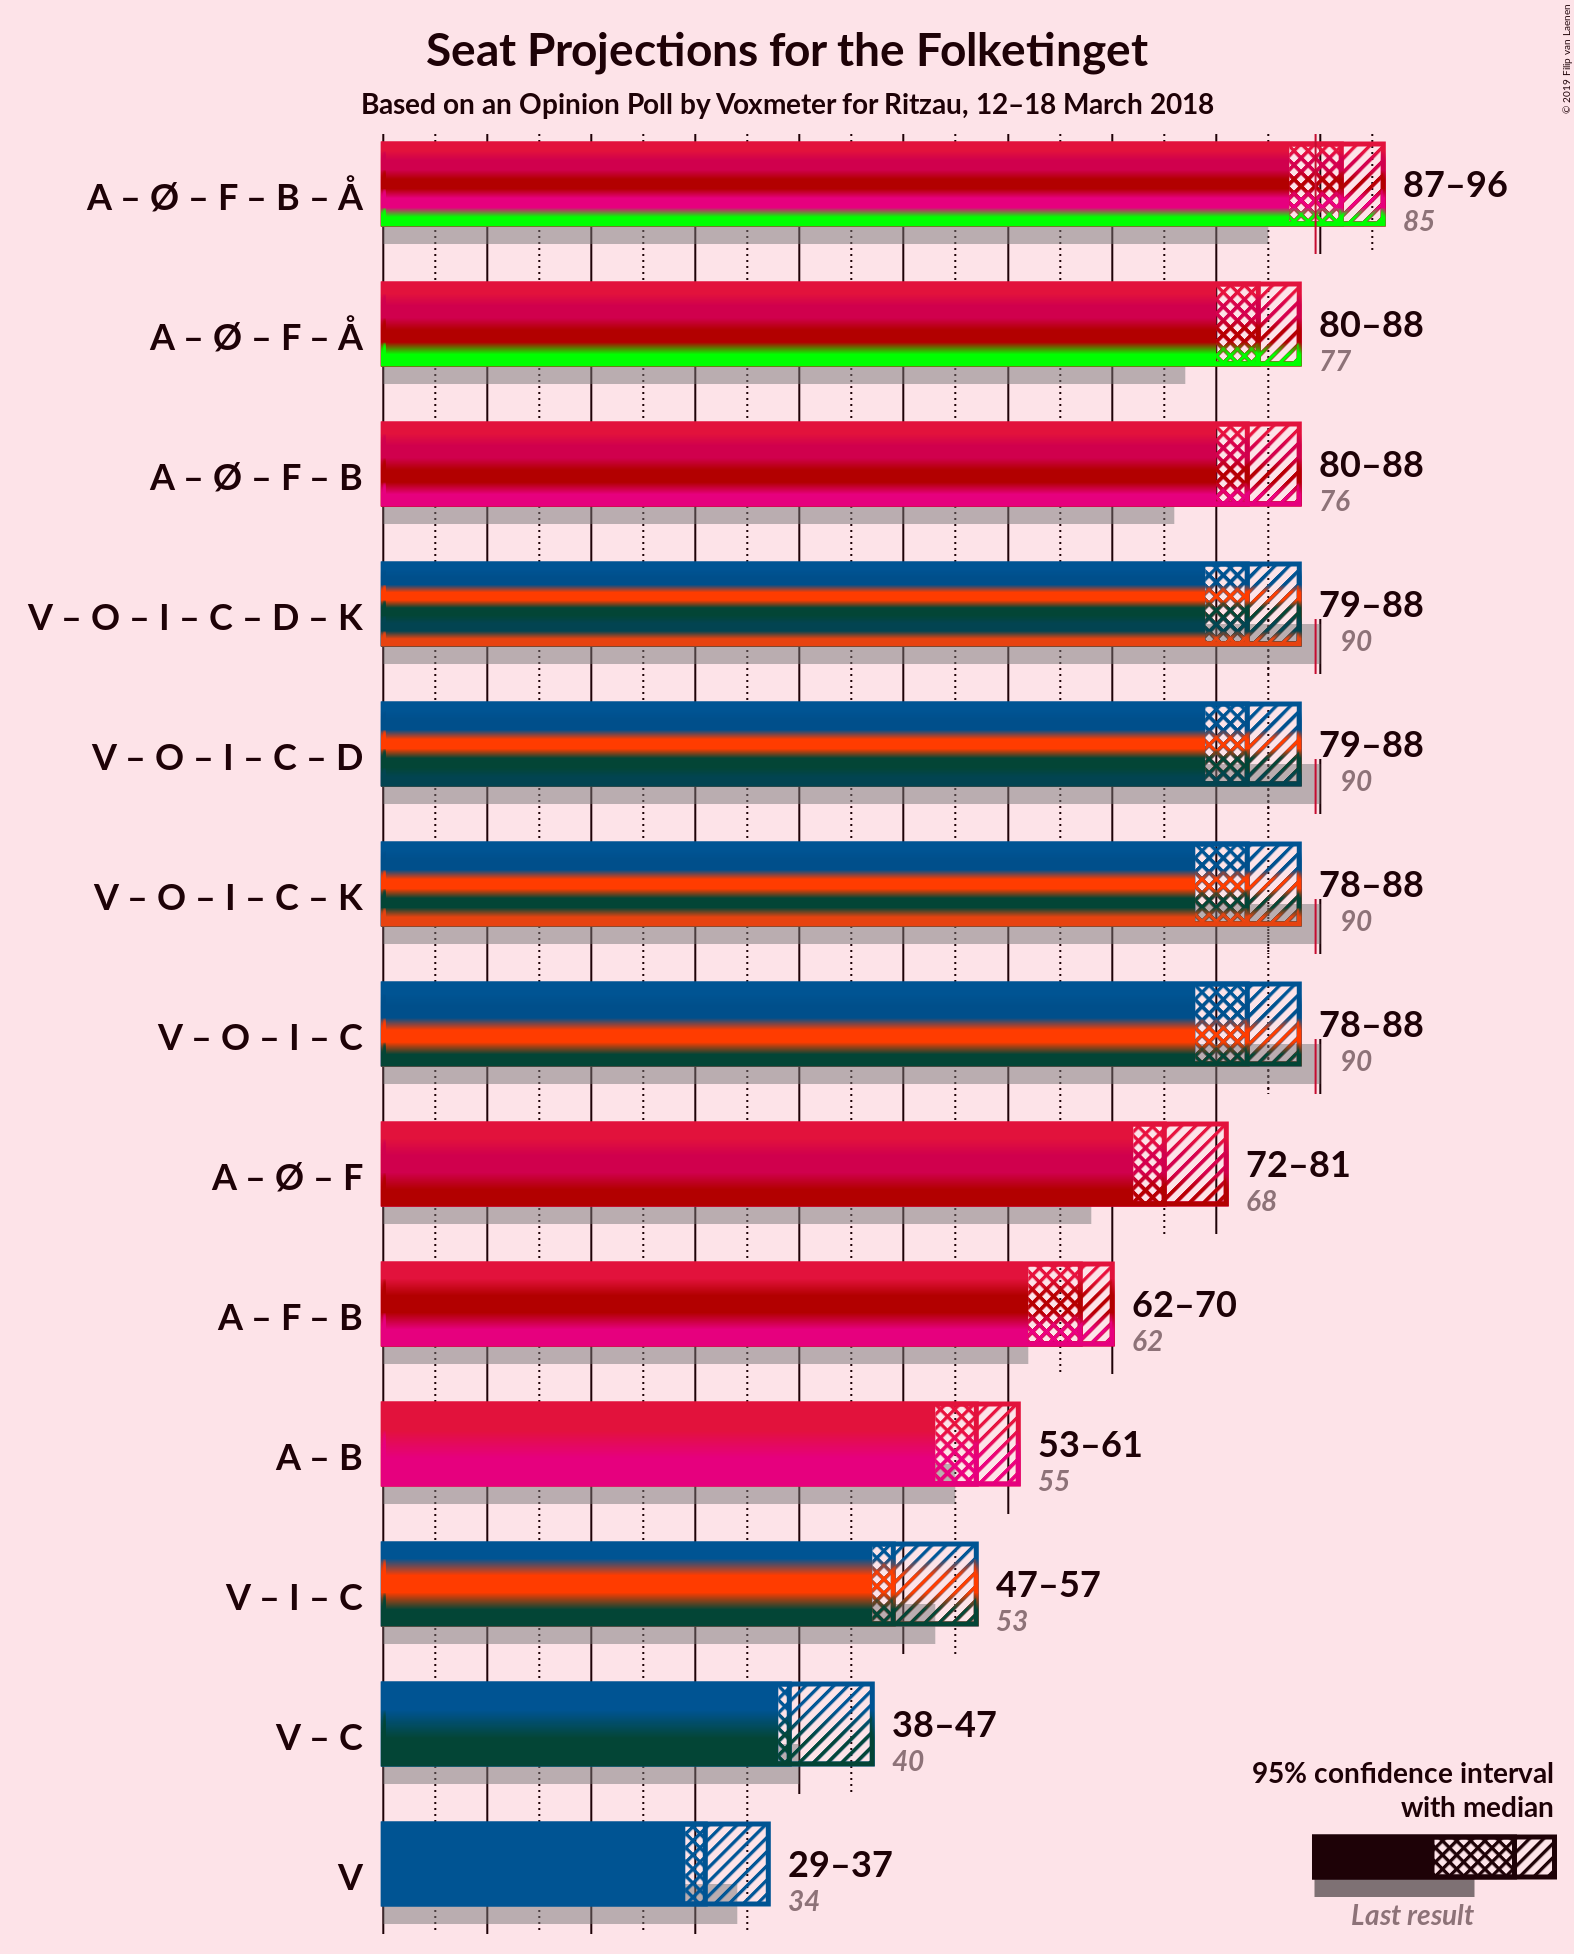 Seat Projections for the Folketinget
Based on an Opinion Poll by Voxmeter for Ritzau, 12–18 March 2018
© 2019 Filip van Laenen
A – Ø – F – B – Å
87–96
85
A – Ø – F – Å
80–88
77
A – Ø – F – B
80–88
76
V – O – I – C – D – K
79–88
90
V – O – I – C – D
79–88
90
V – O – I – C – K
78–88
90
V – O – I – C
78–88
90
A – Ø – F
72–81
68
A – F – B
62–70
62
A – B
53–61
55
V – I – C
47–57
53
V – C
38–47
40
V
29–37
34
95% confidence interval
with median
Last result